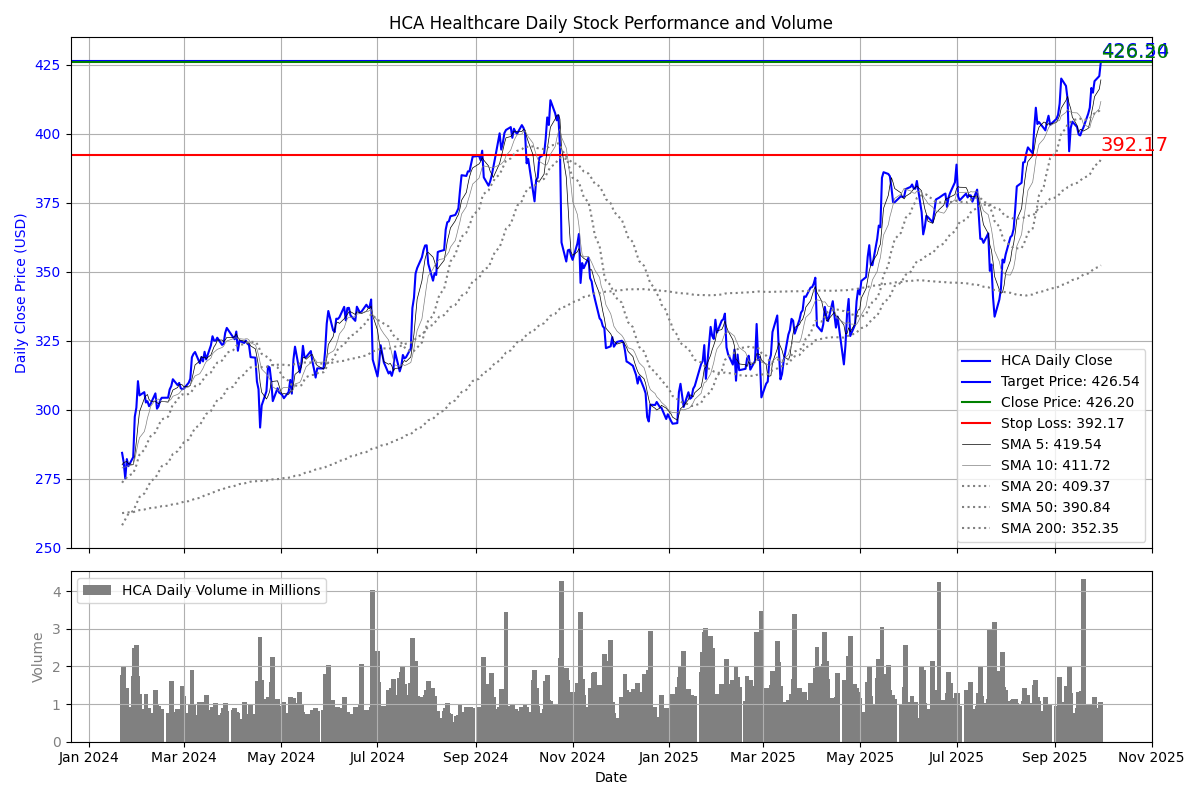 HCA Healthcare Daily Stock Performance and Volume
426.54
426.20
425
400
392.17
375
350
325
300
275
250
Daily Close Price (USD)
HCA Daily Close
Target Price: 426.54
Close Price: 426.20
Stop Loss: 392.17
SMA 5: 419.54
SMA 10: 411.72
SMA 20: 409.37
SMA 50: 390.84
SMA 200: 352.35
HCA Daily Volume in Millions
4
3
2
1
0
Volume
Jan 2024 Mar 2024 May 2024 Jul 2024 Sep 2024 Nov 2024 Jan 2025 Mar 2025 May 2025 Jul 2025 Sep 2025 Nov 2025
Date